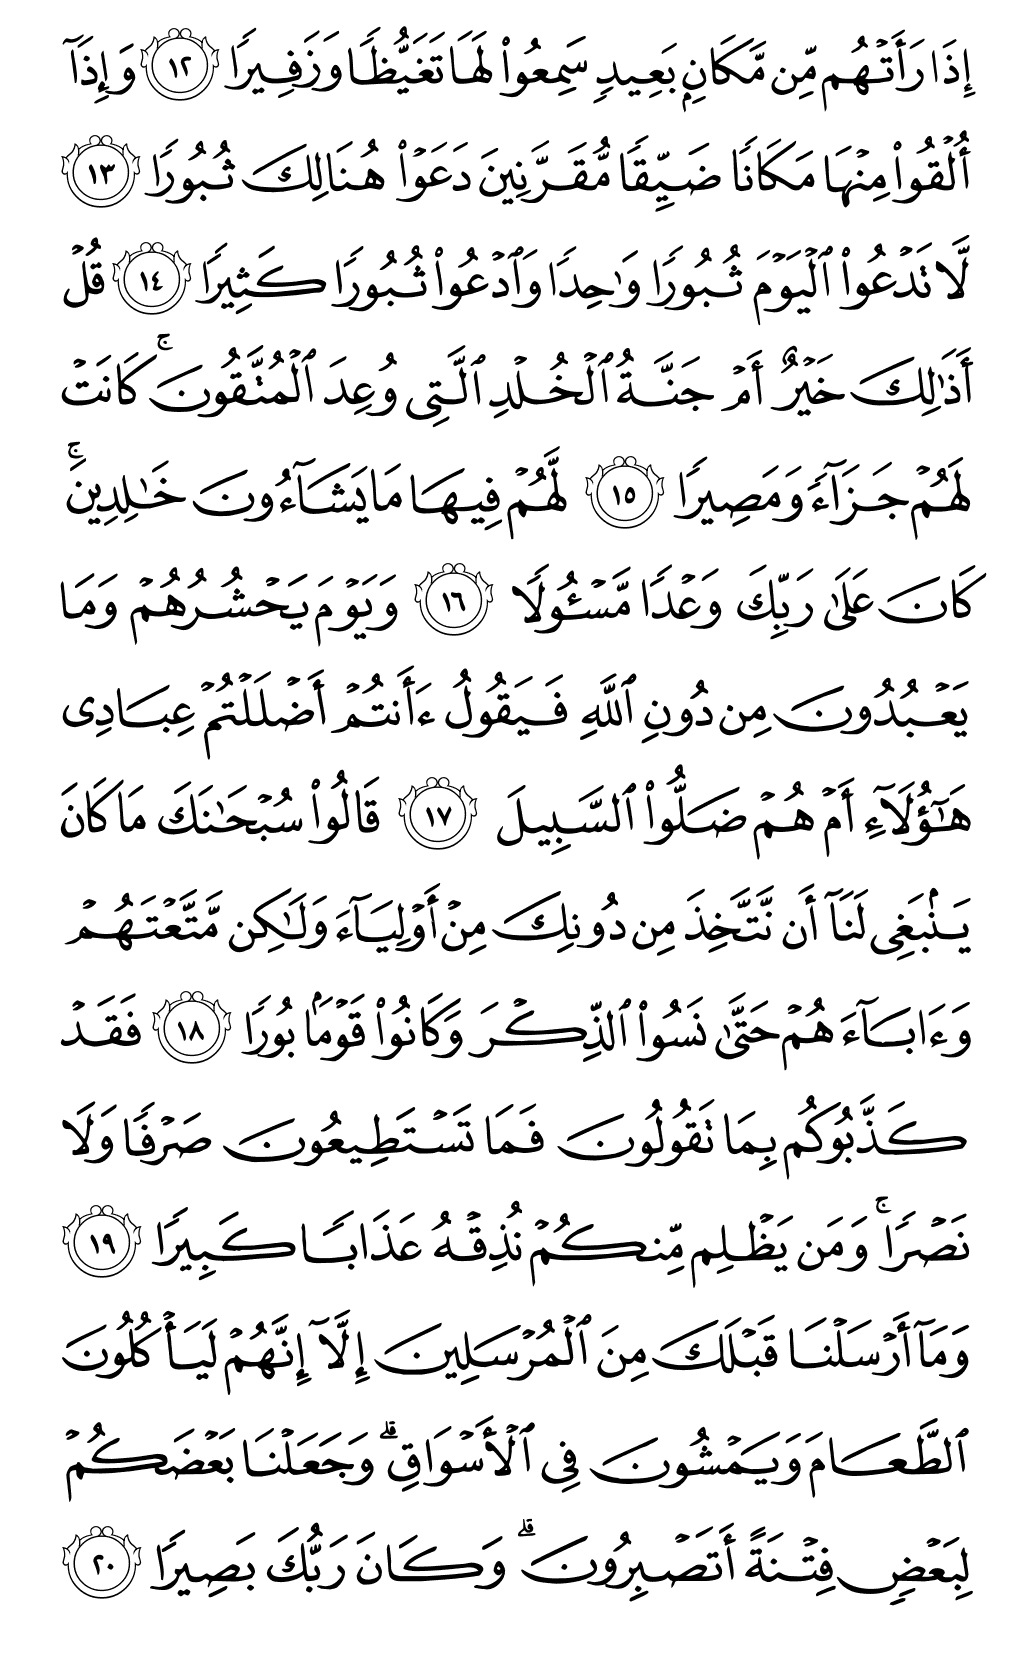 إِذَا رَأَتْهُم مِّن مَّكَانٍۭ بَعِيدٍ سَمِعُوا۟ لَهَا تَغَيُّظًا وَزَفِيرًا ١٢ وَإِذَآ
أُلْقُوا۟ مِنْهَا مَكَانًا ضَيِّقًا مُّقَرَّنِينَ دَعَوْا۟ هُنَالِكَ ثُبُورًا ١٣
لَّا تَدْعُوا۟ ٱلْيَوْمَ ثُبُورًا وَٰحِدًا وَٱدْعُوا۟ ثُبُورًا كَثِيرًا ١٤ قُلْ
أَذَٰلِكَ خَيْرٌ أَمْ جَنَّةُ ٱلْخُلْدِ ٱلَّتِى وُعِدَ ٱلْمُتَّقُونَ ۚ كَانَتْ
لَهُمْ جَزَآءً وَمَصِيرًا ١٥ لَّهُمْ فِيهَا مَا يَشَآءُونَ خَٰلِدِينَ ۚ
كَانَ عَلَىٰ رَبِّكَ وَعْدًا مَّسْـُٔولًا ١٦ وَيَوْمَ يَحْشُرُهُمْ وَمَا
يَعْبُدُونَ مِن دُونِ ٱللَّهِ فَيَقُولُ ءَأَنتُمْ أَضْلَلْتُمْ عِبَادِى
هَٰٓؤُلَآءِ أَمْ هُمْ ضَلُّوا۟ ٱلسَّبِيلَ ١٧ قَالُوا۟ سُبْحَٰنَكَ مَا كَانَ
يَنۢبَغِى لَنَآ أَن نَّتَّخِذَ مِن دُونِكَ مِنْ أَوْلِيَآءَ وَلَٰكِن مَّتَّعْتَهُمْ
وَءَابَآءَهُمْ حَتَّىٰ نَسُوا۟ ٱلذِّكْرَ وَكَانُوا۟ قَوْمًۢا بُورًا ١٨ فَقَدْ
كَذَّبُوكُم بِمَا تَقُولُونَ فَمَا تَسْتَطِيعُونَ صَرْفًا وَلَا
نَصْرًا ۚ وَمَن يَظْلِم مِّنكُمْ نُذِقْهُ عَذَابًا كَبِيرًا ١٩
وَمَآ أَرْسَلْنَا قَبْلَكَ مِنَ ٱلْمُرْسَلِينَ إِلَّآ إِنَّهُمْ لَيَأْكُلُونَ
ٱلطَّعَامَ وَيَمْشُونَ فِى ٱلْأَسْوَاقِ ۗ وَجَعَلْنَا بَعْضَكُمْ
لِبَعْضٍ فِتْنَةً أَتَصْبِرُونَ ۗ وَكَانَ رَبُّكَ بَصِيرًا ٢٠